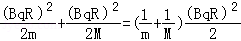 (BqR)²/2m + (BqR)²/2M = (1/m + 1/M) (BqR)²/2